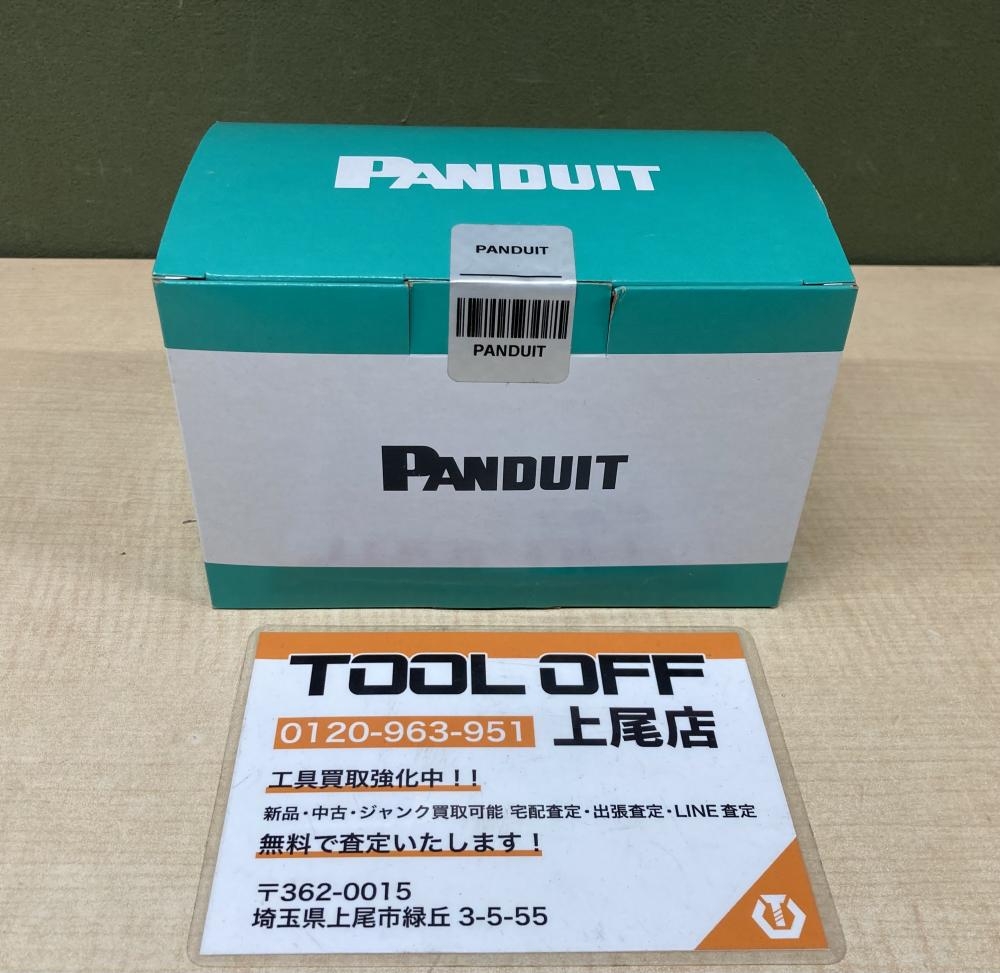 PANDUIT
PANDUIT
PANDUIT
PANDUIT
TOOL OFF
0120-963-951 上尾店
工具買取強化中！！
新品・中古・ジャンク買取可能 宅配査定・出張査定・LINE査定
無料で査定いたします！
〒362-0015
埼玉県上尾市緑丘 3-5-55